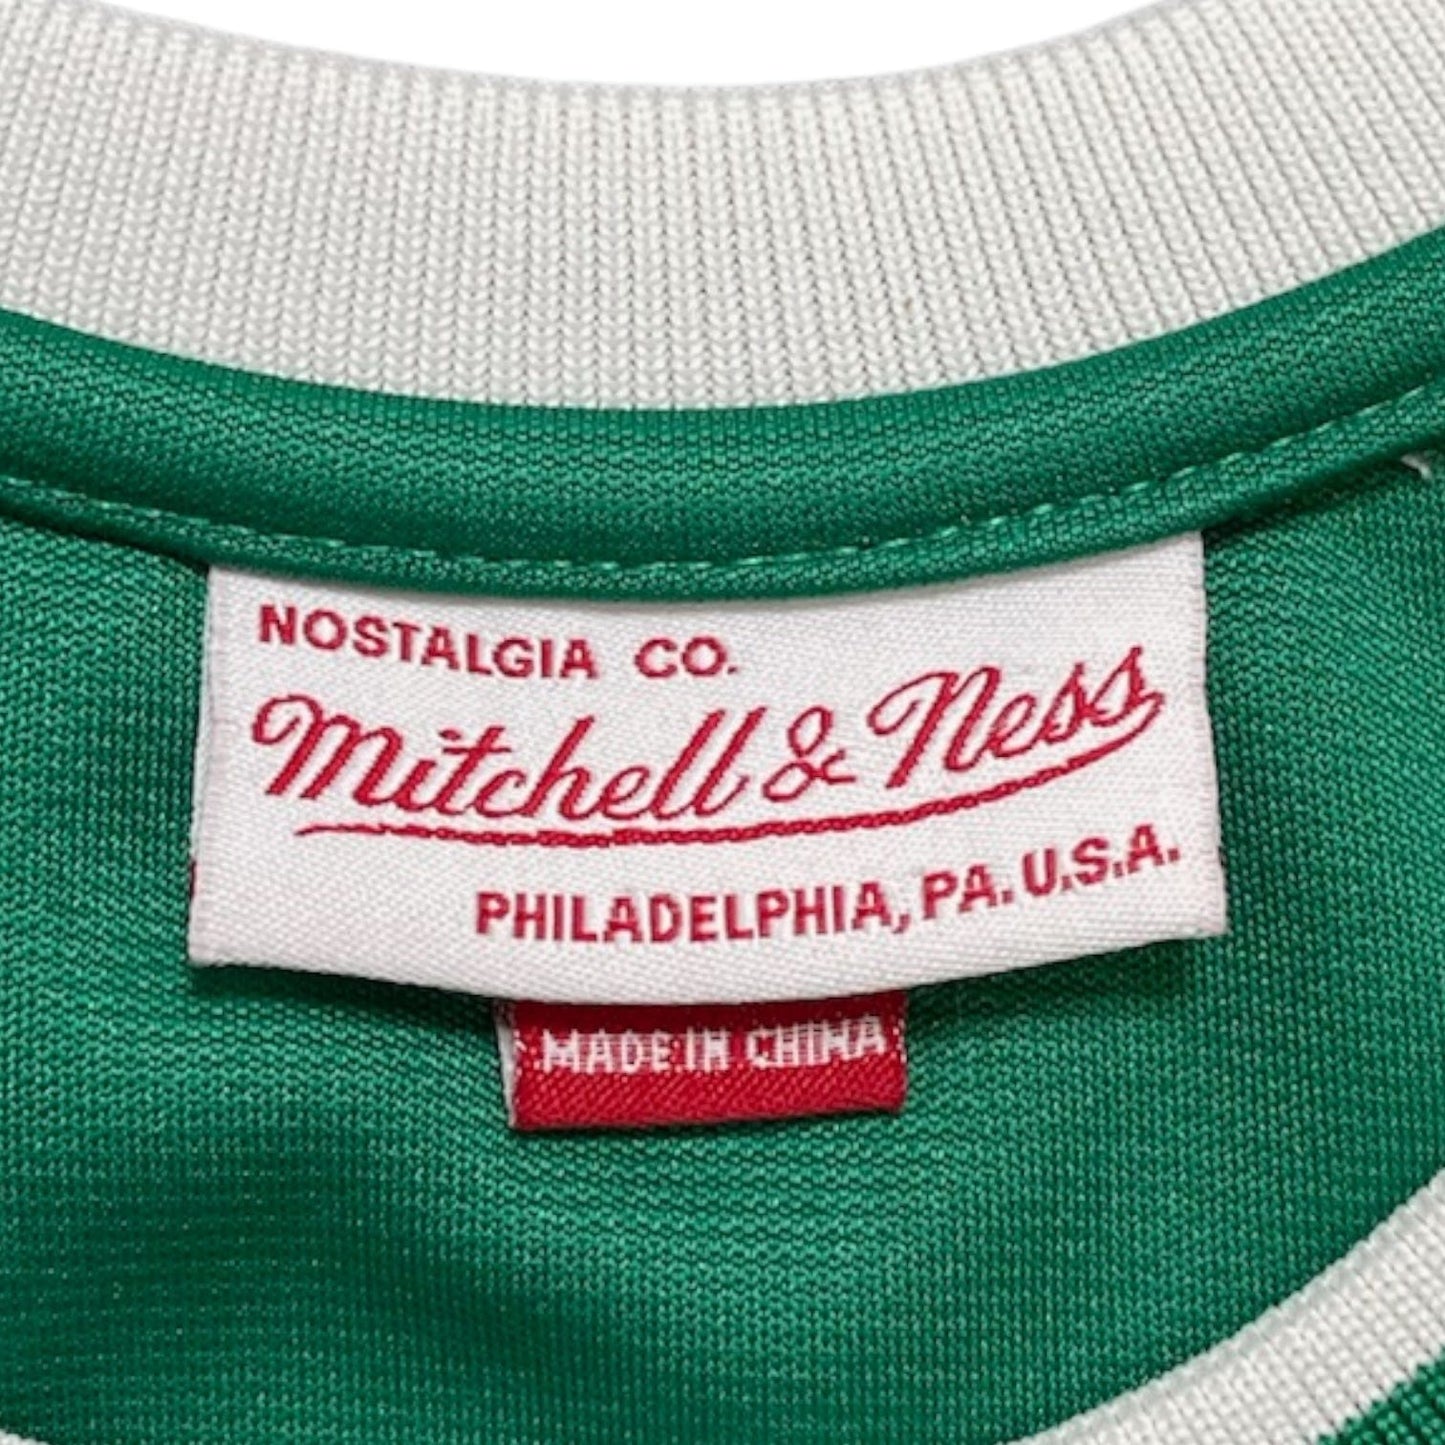 NOSTALGIA CO.
Mitchell & Ness
PHILADELPHIA, PA. U.S.A.
MADE IN CHINA